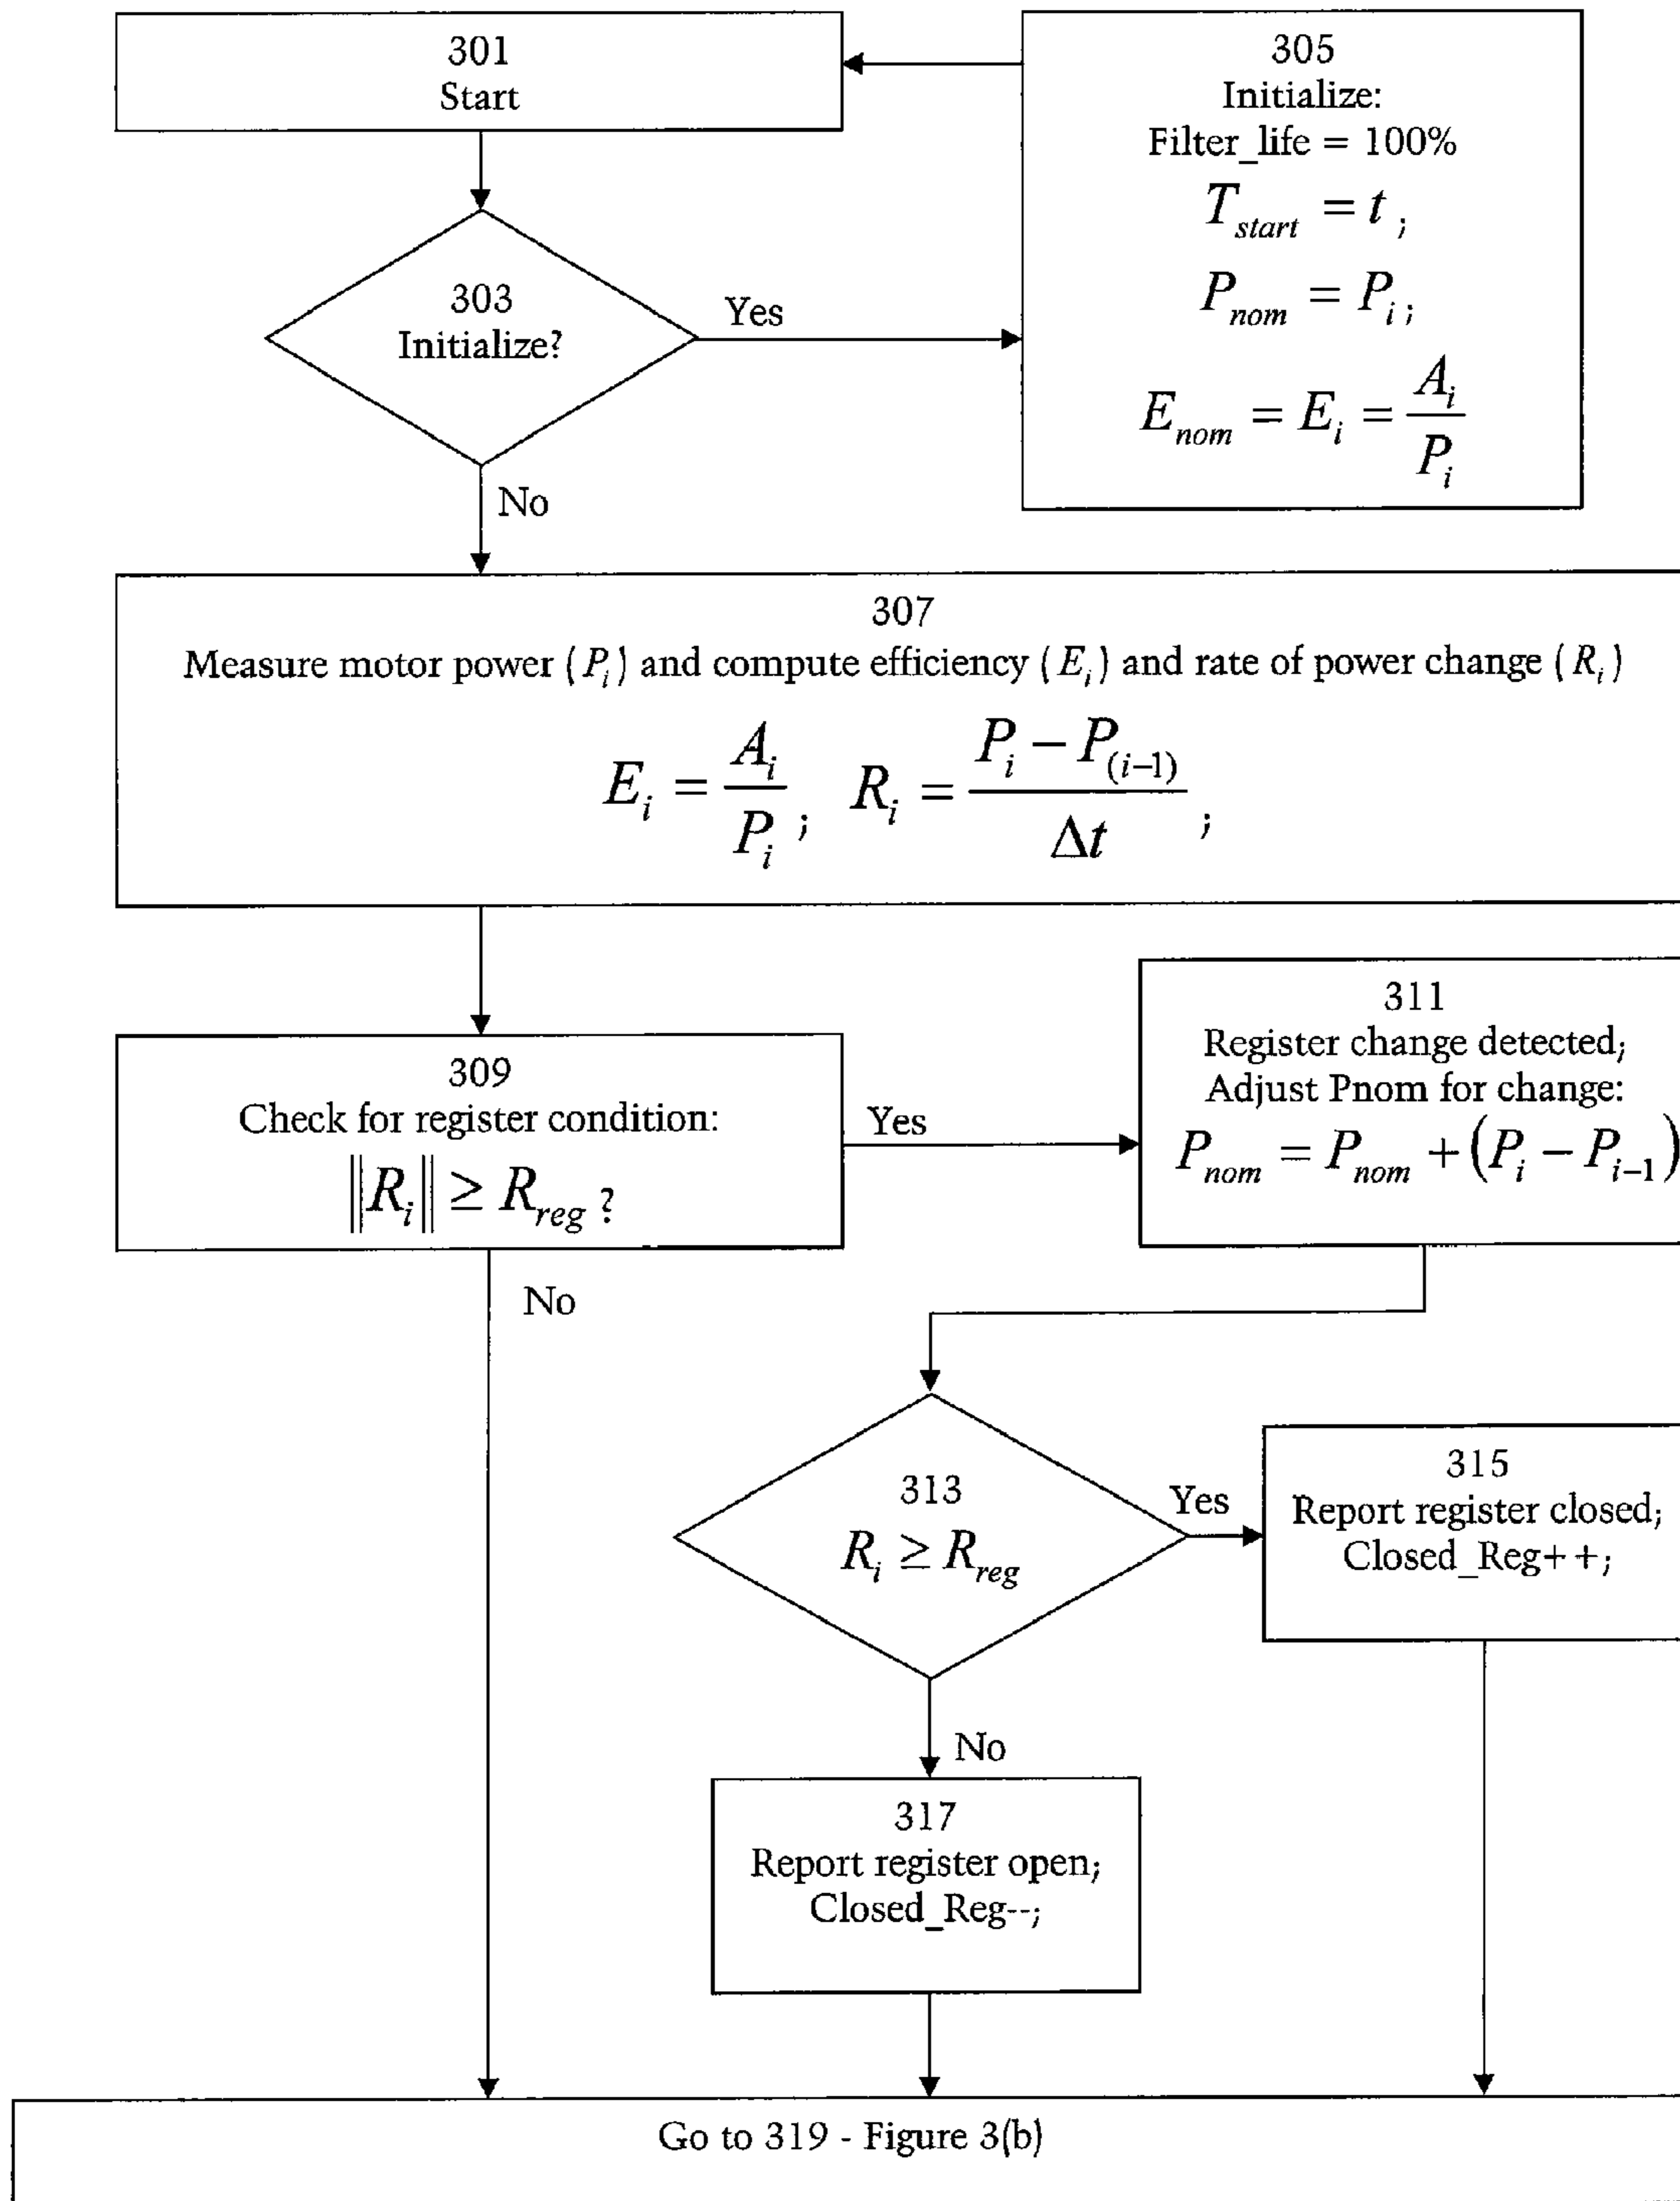 301
Start
305
Initialize:
Filter_life = 100%
T_start = t ;
P_nom = P_i ;
E_nom = E_i = A_i / P_i
303
Initialize?
Yes
No
307
Measure motor power (P_i) and compute efficiency (E_i) and rate of power change (R_i)
E_i = A_i / P_i ; R_i = (P_i − P_(i−1)) / Δt ;
309
Check for register condition:
‖R_i‖ ≥ R_reg ?
Yes
311
Register change detected;
Adjust Pnom for change:
P_nom = P_nom + (P_i − P_i−1)
No
313
R_i ≥ R_reg
Yes
315
Report register closed;
Closed_Reg++;
No
317
Report register open;
Closed_Reg--;
Go to 319 - Figure 3(b)